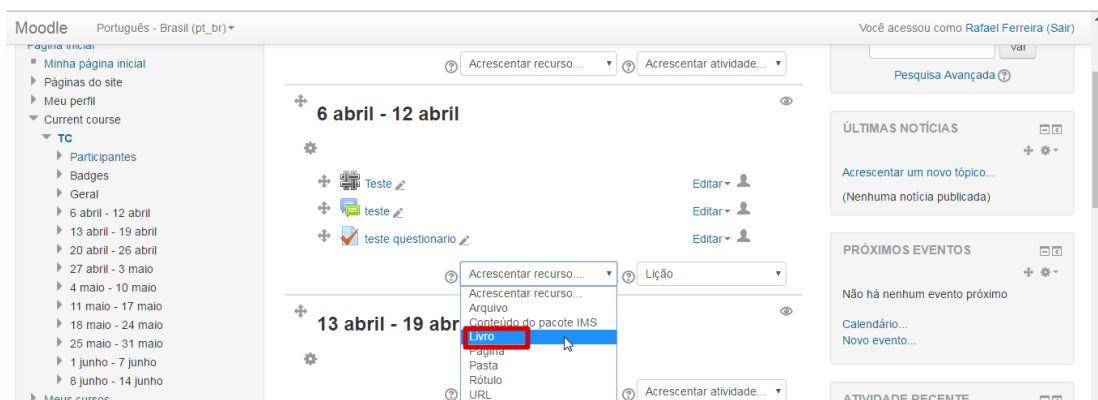 Moodle Português - Brasil (pt_br) Você acessou como Rafael Ferreira (Sair)
Página inicial
Minha página inicial
Páginas do site
Meu perfil
Current course
TC
Participantes
Badges
Geral
6 abril - 12 abril
13 abril - 19 abril
20 abril - 26 abril
27 abril - 3 maio
4 maio - 10 maio
11 maio - 17 maio
18 maio - 24 maio
25 maio - 31 maio
1 junho - 7 junho
8 junho - 14 junho
Meus cursos
Acrescentar recurso... Acrescentar atividade...
6 abril - 12 abril
Teste Editar
teste Editar
teste questionario Editar
Acrescentar recurso... Lição
Acrescentar recurso...
Arquivo
Conteúdo do pacote IMS
Livro
Página
Pasta
Rótulo
URL
13 abril - 19 abr
Acrescentar atividade...
Val
Pesquisa Avançada
ÚLTIMAS NOTÍCIAS
Acrescentar um novo tópico...
(Nenhuma notícia publicada)
PRÓXIMOS EVENTOS
Não há nenhum evento próximo
Calendário...
Novo evento...
ATIVIDADE RECENTE